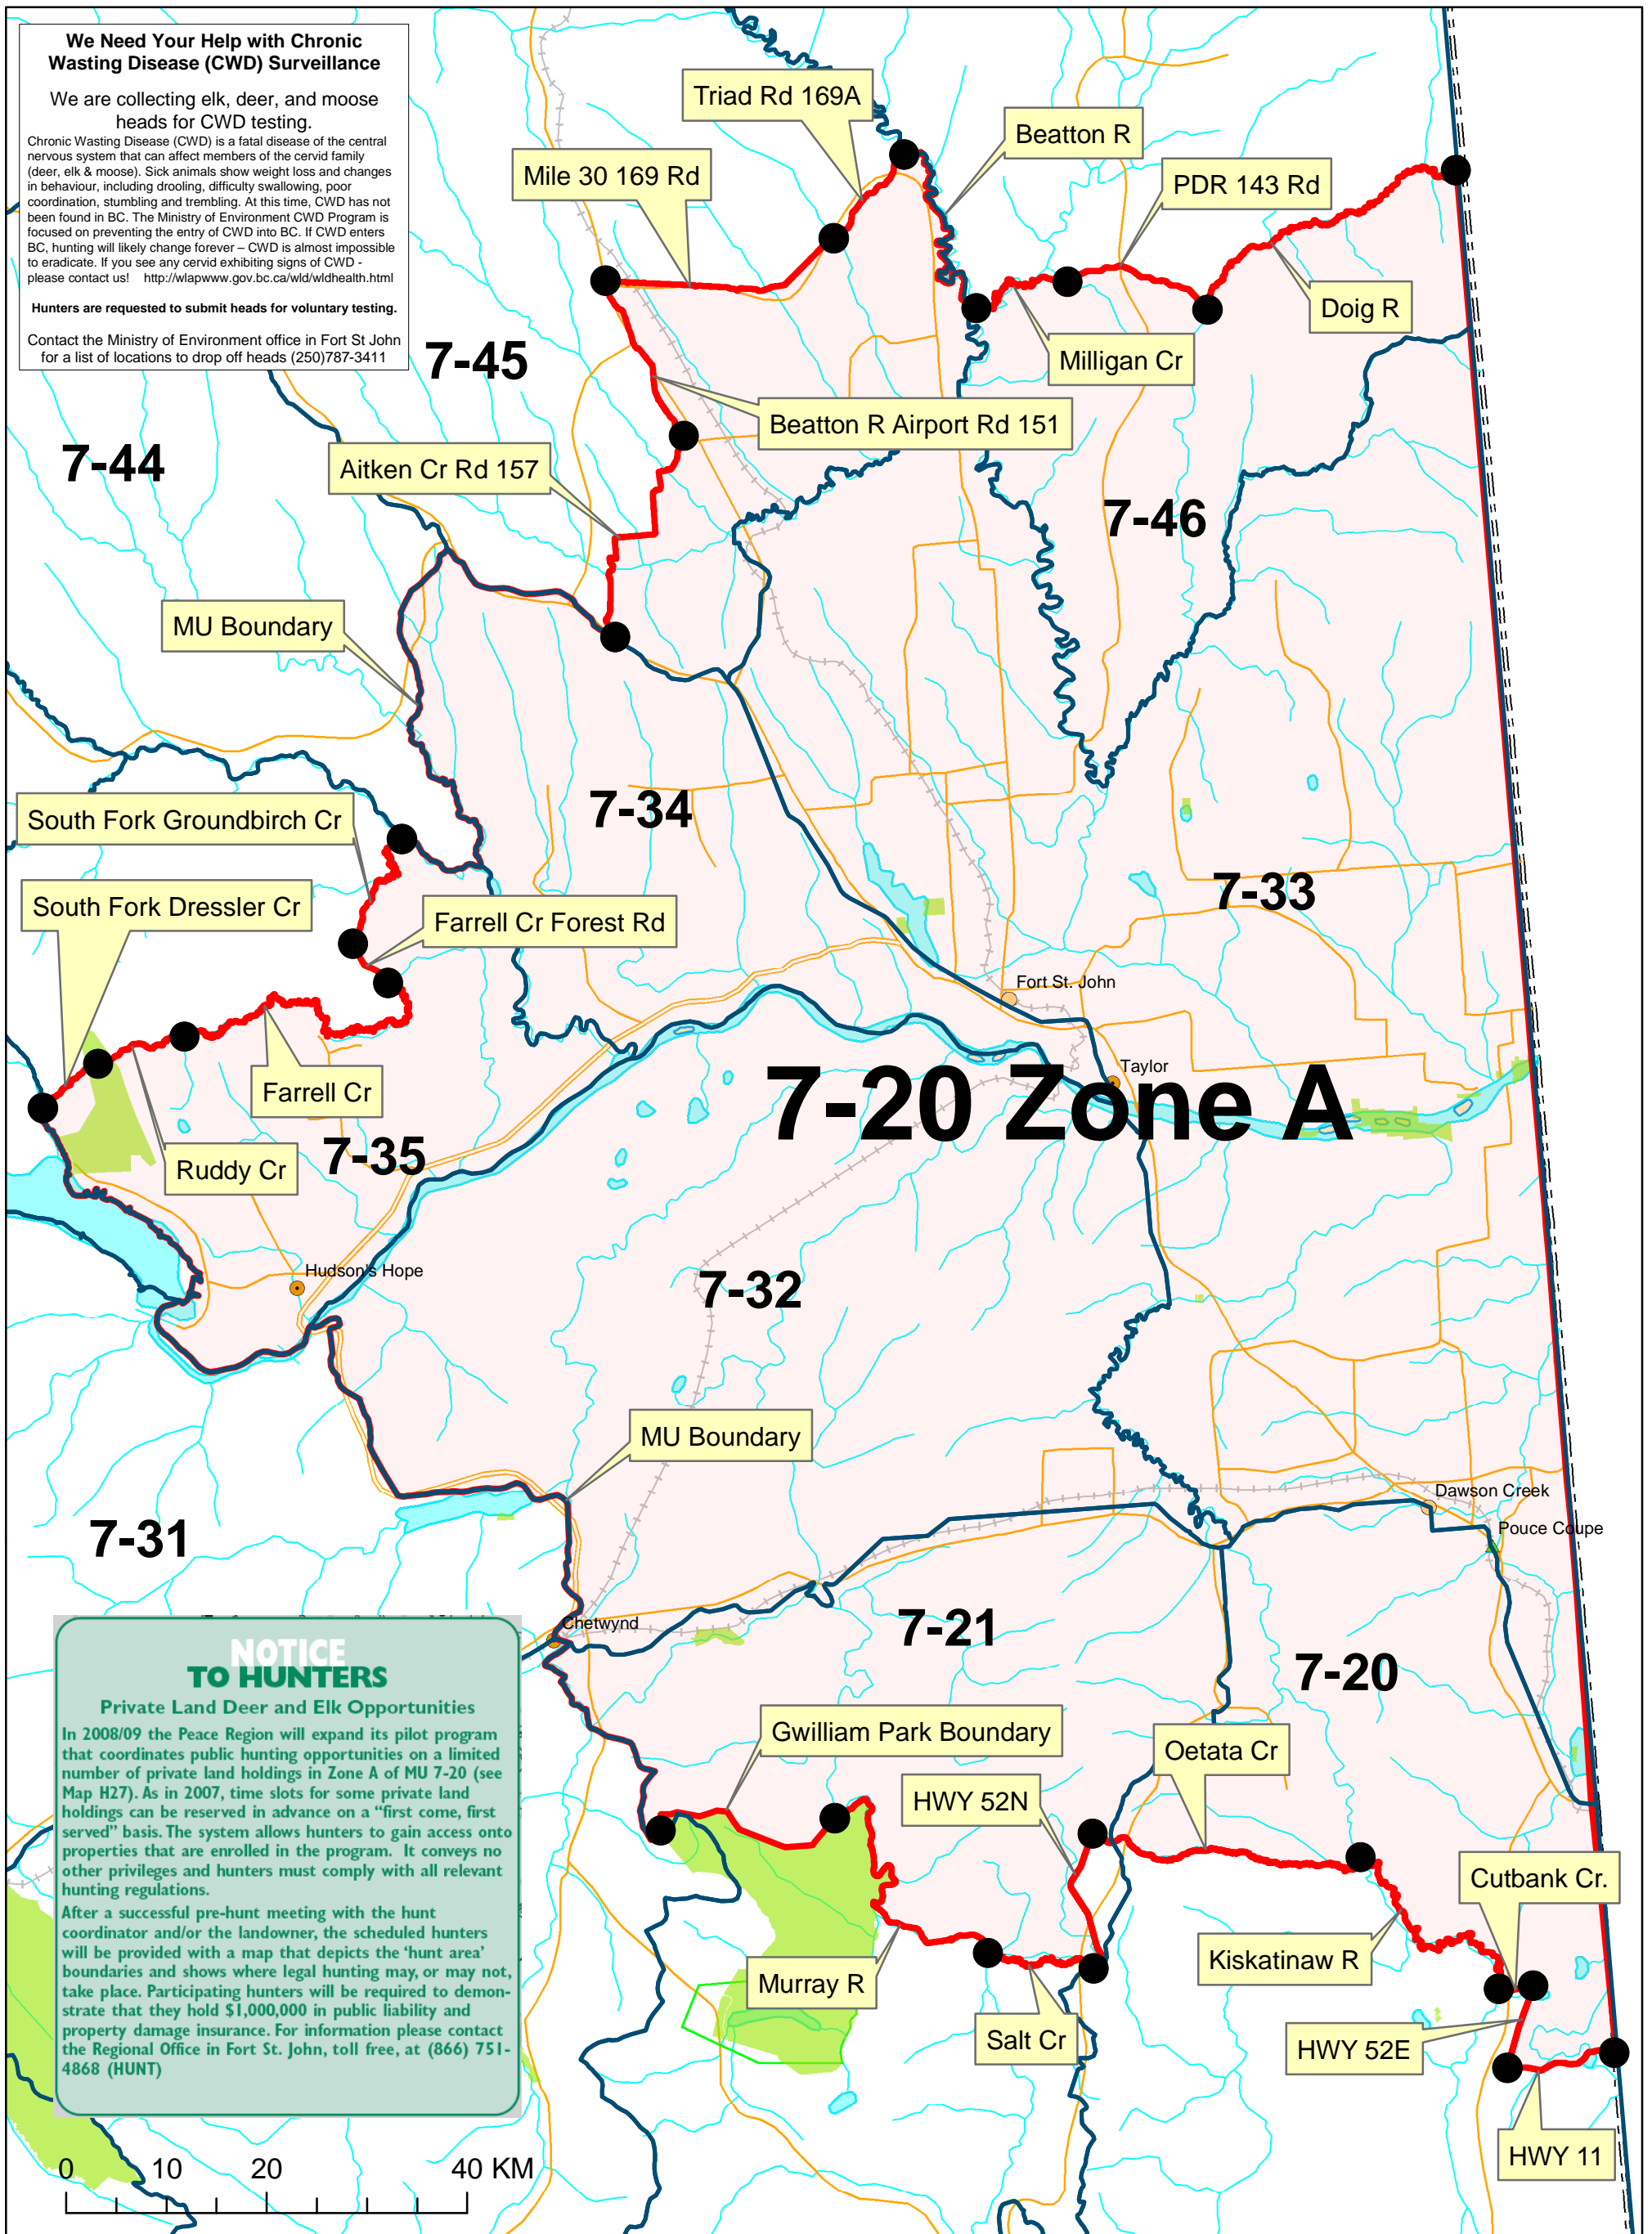 We Need Your Help with Chronic
Wasting Disease (CWD) Surveillance
We are collecting elk, deer, and moose
heads for CWD testing.
Chronic Wasting Disease (CWD) is a fatal disease of the central
nervous system that can affect members of the cervid family
(deer, elk & moose). Sick animals show weight loss and changes
in behaviour, including drooling, difficulty swallowing, poor
coordination, stumbling and trembling. At this time, CWD has not
been found in BC. The Ministry of Environment CWD Program is
focused on preventing the entry of CWD into BC. If CWD enters
BC, hunting will likely change forever – CWD is almost impossible
to eradicate. If you see any cervid exhibiting signs of CWD -
please contact us! http://wlapwww.gov.bc.ca/wld/wldhealth.html
Hunters are requested to submit heads for voluntary testing.
Contact the Ministry of Environment office in Fort St John
for a list of locations to drop off heads (250)787-3411
Triad Rd 169A
Beatton R
Mile 30 169 Rd
PDR 143 Rd
Doig R
Milligan Cr
7-45
Beatton R Airport Rd 151
7-44
Aitken Cr Rd 157
7-46
MU Boundary
South Fork Groundbirch Cr
7-34
7-33
South Fork Dressler Cr
Farrell Cr Forest Rd
Fort St. John
Taylor
7-20 Zone A
Farrell Cr
7-35
Ruddy Cr
Hudson's Hope
7-32
MU Boundary
Dawson Creek
Pouce Coupe
7-31
Chetwynd
7-21
7-20
NOTICE
TO HUNTERS
Private Land Deer and Elk Opportunities
In 2008/09 the Peace Region will expand its pilot program
that coordinates public hunting opportunities on a limited
number of private land holdings in Zone A of MU 7-20 (see
Map H27). As in 2007, time slots for some private land
holdings can be reserved in advance on a “first come, first
served” basis. The system allows hunters to gain access onto
properties that are enrolled in the program. It conveys no
other privileges and hunters must comply with all relevant
hunting regulations.
After a successful pre-hunt meeting with the hunt
coordinator and/or the landowner, the scheduled hunters
will be provided with a map that depicts the ‘hunt area’
boundaries and shows where legal hunting may, or may not,
take place. Participating hunters will be required to demon-
strate that they hold $1,000,000 in public liability and
property damage insurance. For information please contact
the Regional Office in Fort St. John, toll free, at (866) 751-
4868 (HUNT)
Gwilliam Park Boundary
Oetata Cr
HWY 52N
Cutbank Cr.
Kiskatinaw R
Murray R
Salt Cr
HWY 52E
HWY 11
0 10 20 40 KM